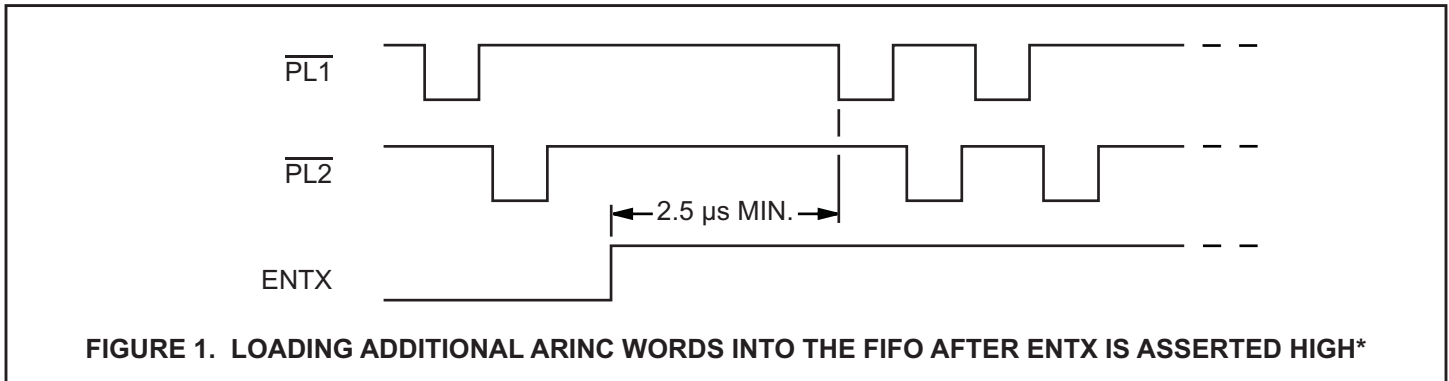 PL1
PL2
2.5 µs MIN.
ENTX
FIGURE 1. LOADING ADDITIONAL ARINC WORDS INTO THE FIFO AFTER ENTX IS ASSERTED HIGH*